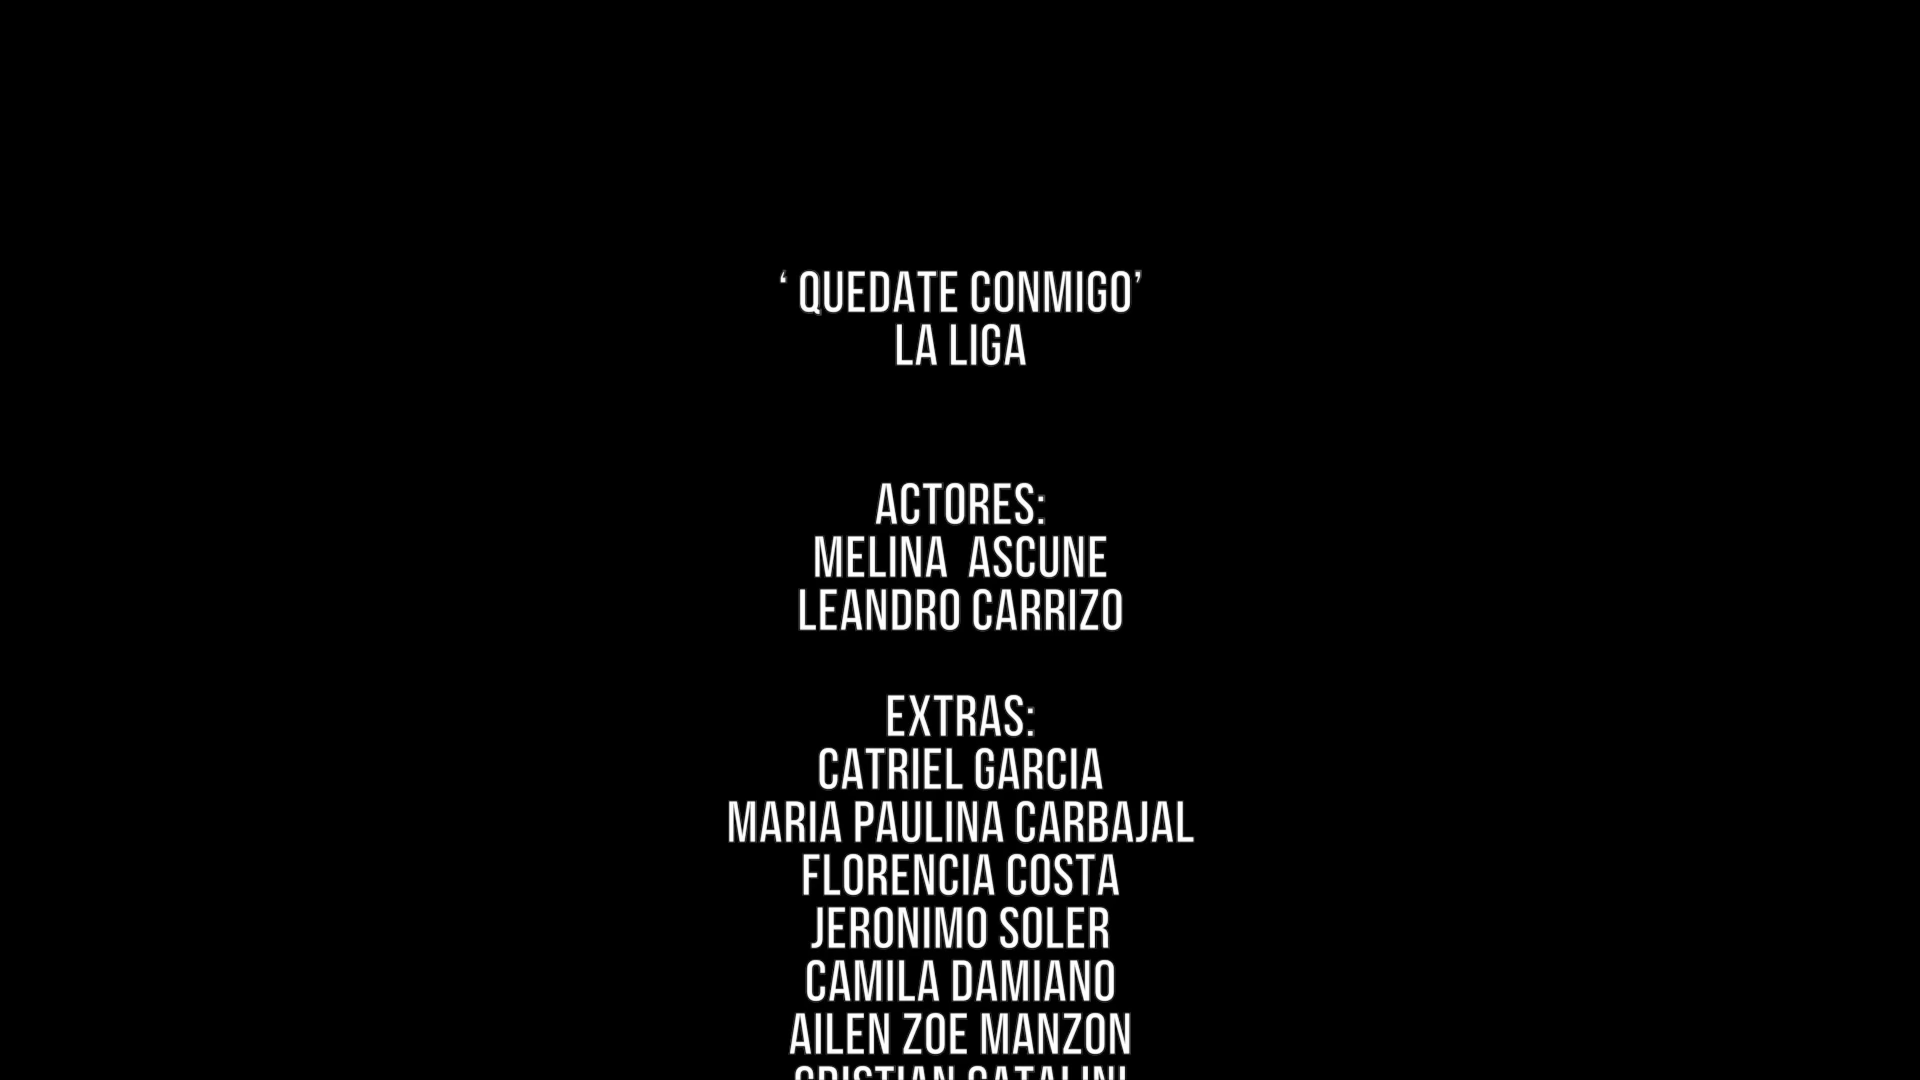 ‘ QUEDATE CONMIGO’
LA LIGA
ACTORES:
MELINA  ASCUNE
LEANDRO CARRIZO
EXTRAS:
CATRIEL GARCIA
MARIA PAULINA CARBAJAL
FLORENCIA COSTA
JERONIMO SOLER
CAMILA DAMIANO
AILEN ZOE MANZON
CRISTIAN